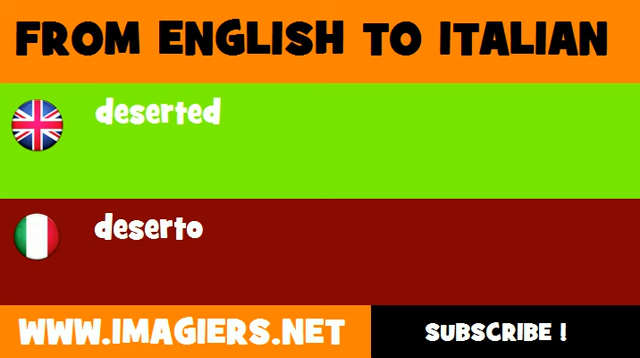 FROM ENGLISH TO ITALIAN
deserted
deserto
WWW.IMAGIERS.NET
SUBSCRIBE !